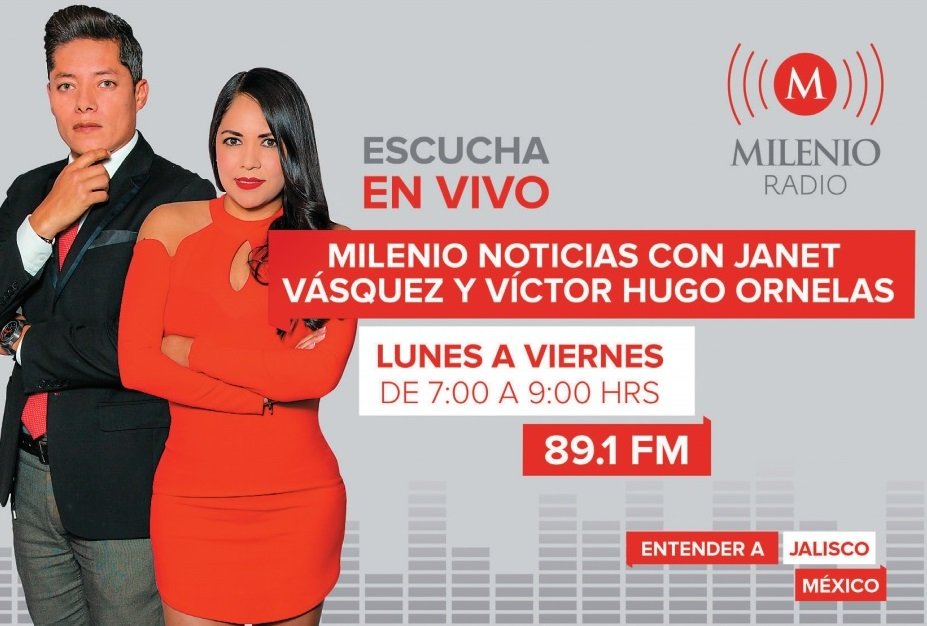 ESCUCHA
EN VIVO
M
MILENIO
RADIO
MILENIO NOTICIAS CON JANET
VÁSQUEZ Y VÍCTOR HUGO ORNELAS
LUNES A VIERNES
DE 7:00 A 9:00 HRS
89.1 FM
ENTENDER A JALISCO
MÉXICO